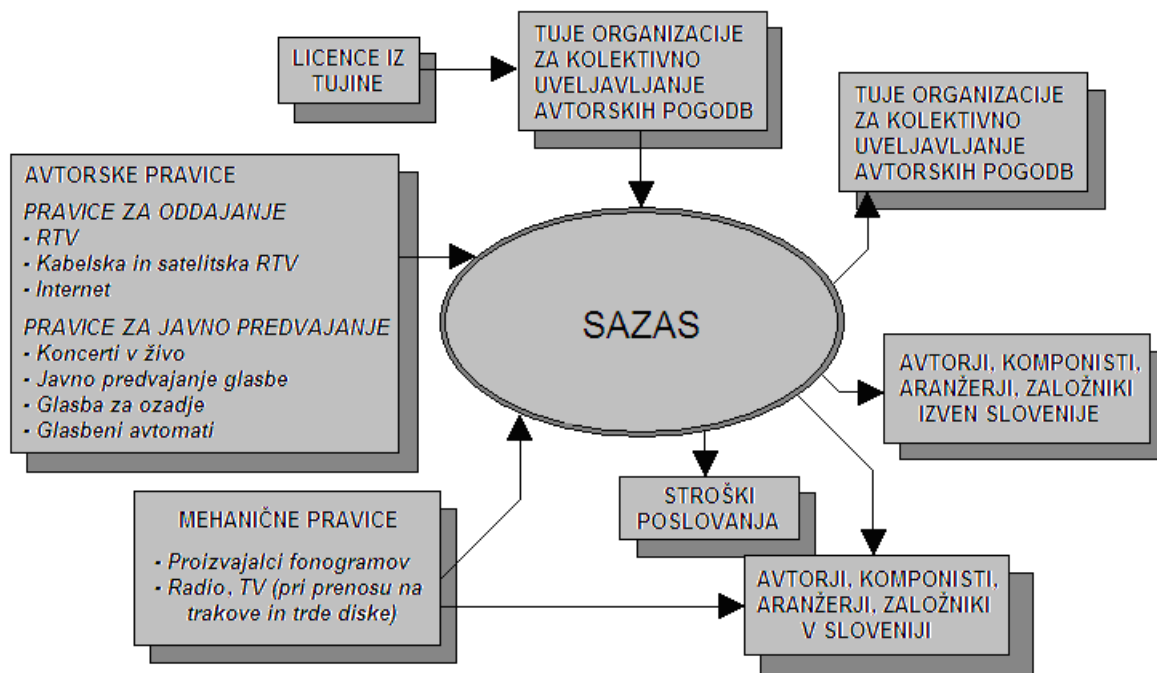 LICENCE IZ
TUJINE
TUJE ORGANIZACIJE
ZA KOLEKTIVNO
UVELJAVLJANJE
AVTORSKIH POGODB
TUJE ORGANIZACIJE
ZA KOLEKTIVNO
UVELJAVLJANJE
AVTORSKIH POGODB
AVTORSKE PRAVICE
PRAVICE ZA ODDAJANJE
- RTV
- Kabelska in satelitska RTV
- Internet
PRAVICE ZA JAVNO PREDVAJANJE
- Koncerti v živo
- Javno predvajanje glasbe
- Glasba za ozadje
- Glasbeni avtomati
SAZAS
AVTORJI, KOMPONISTI,
ARANŽERJI, ZALOŽNIKI
IZVEN SLOVENIJE
MEHANIČNE PRAVICE
- Proizvajalci fonogramov
- Radio, TV (pri prenosu na
trakove in trde diske)
STROŠKI
POSLOVANJA
AVTORJI, KOMPONISTI,
ARANŽERJI, ZALOŽNIKI
V SLOVENIJI